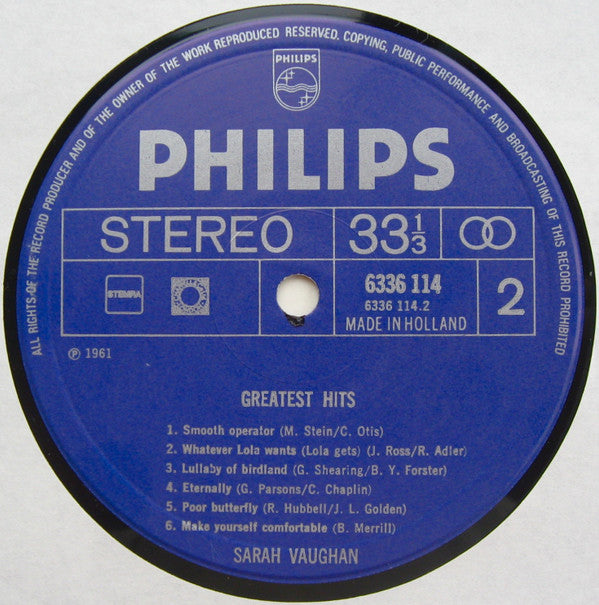 ALL RIGHTS OF THE RECORD PRODUCER AND OF THE OWNER OF THE WORK REPRODUCED RESERVED. COPYING, PUBLIC PERFORMANCE AND BROADCASTING OF THIS RECORD PROHIBITED
PHILIPS
PHILIPS
STEREO 33 1/3
STEMRA 6336 114 2
6336 114.2
MADE IN HOLLAND
℗ 1961
GREATEST HITS
1. Smooth operator (M. Stein/C. Otis)
2. Whatever Lola wants (Lola gets) (J. Ross/R. Adler)
3. Lullaby of birdland (G. Shearing/B. Y. Forster)
4. Eternally (G. Parsons/C. Chaplin)
5. Poor butterfly (R. Hubbell/J. L. Golden)
6. Make yourself comfortable (B. Merrill)
SARAH VAUGHAN